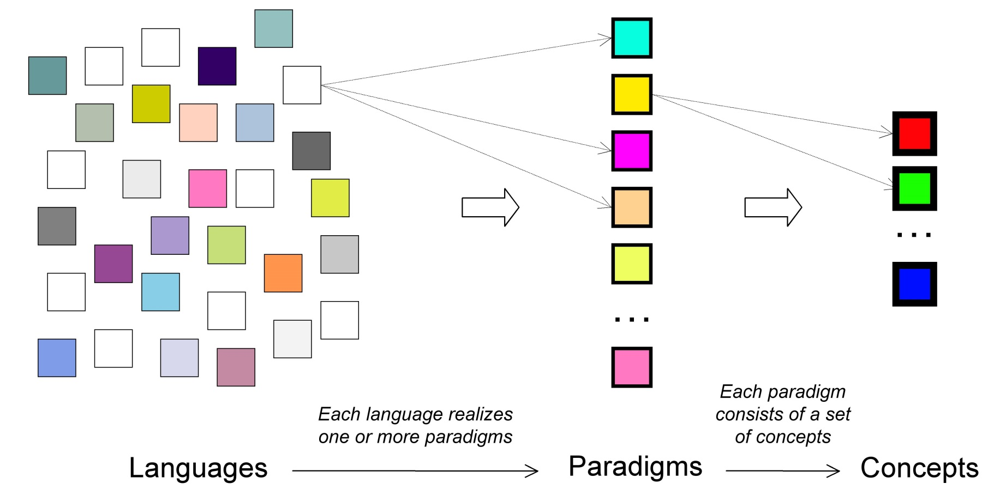 . . .
. . .
Each language realizes
one or more paradigms
Each paradigm
consists of a set
of concepts
Languages
Paradigms
Concepts